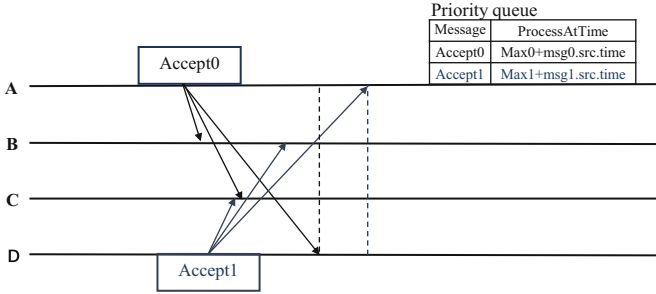 Priority queue
Message ProcessAtTime
Accept0 Max0+msg0.src.time
Accept1 Max1+msg1.src.time
Accept0
A
B
C
D
Accept1